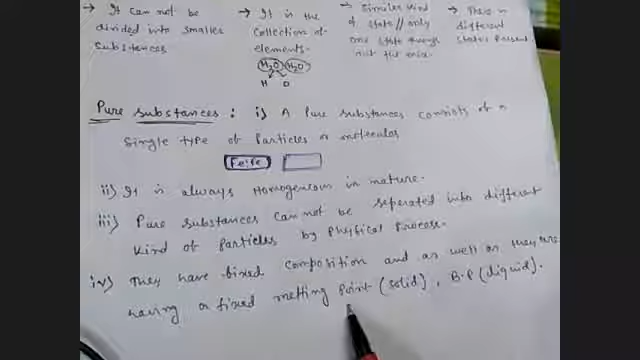 → It can not be
divided into smaller
substances
→ It is the
collection of
elements.
H2O H2O
H O
→ Similar kind
of state // only
one state through
out the mix.
→ There is
different
states present
Pure substances : i) A pure substances consists of a
single type of Particles or molecules
Fe:Fe
ii) It is always Homogeneous in nature.
iii) Pure substances cannot be seperated into different
kind of Particles by Physical Process.
iv) They have fixed composition and as well as they are
having a fixed melting point (solid), B.P (liquid).